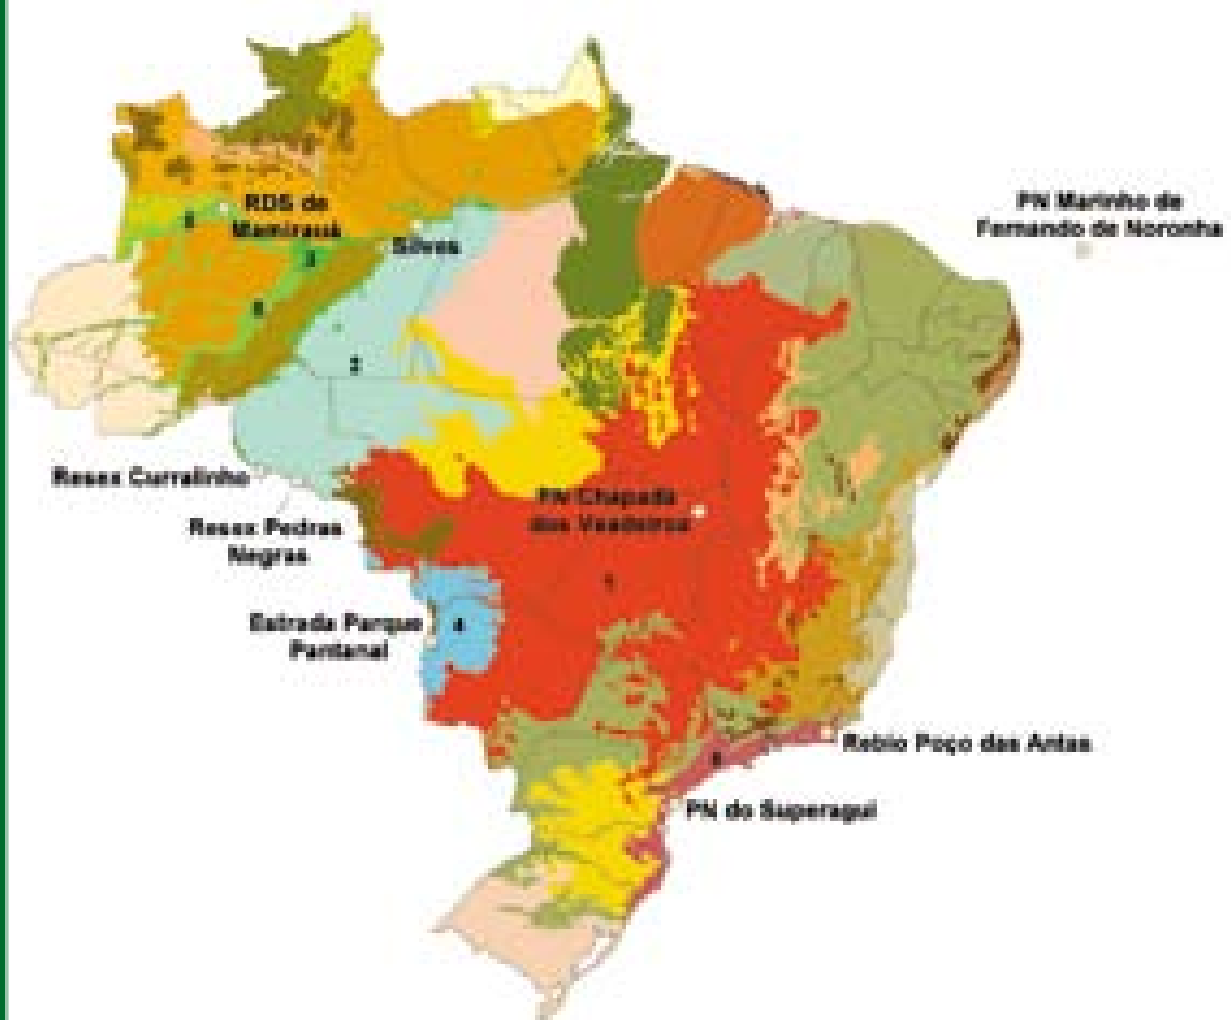 RDS de
Mamirauá
Silves
PN Marinho de
Fernando de Noronha
3
2
Resex Curralinho
Resex Pedras
Negras
PN Chapada
dos Veadeiros
1
Estrada Parque
Pantanal
4
Rebio Poço das Antas
PN do Superagui